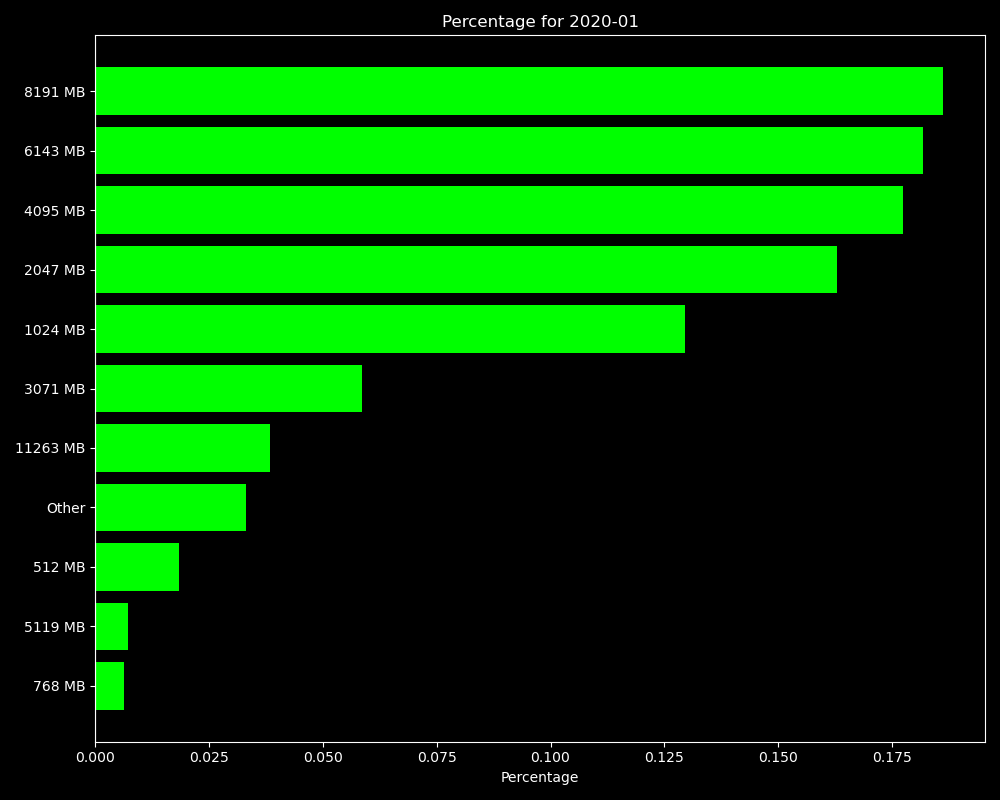 Percentage for 2020-01
8191 MB
6143 MB
4095 MB
2047 MB
1024 MB
3071 MB
11263 MB
Other
512 MB
5119 MB
768 MB
0.000 0.025 0.050 0.075 0.100 0.125 0.150 0.175
Percentage